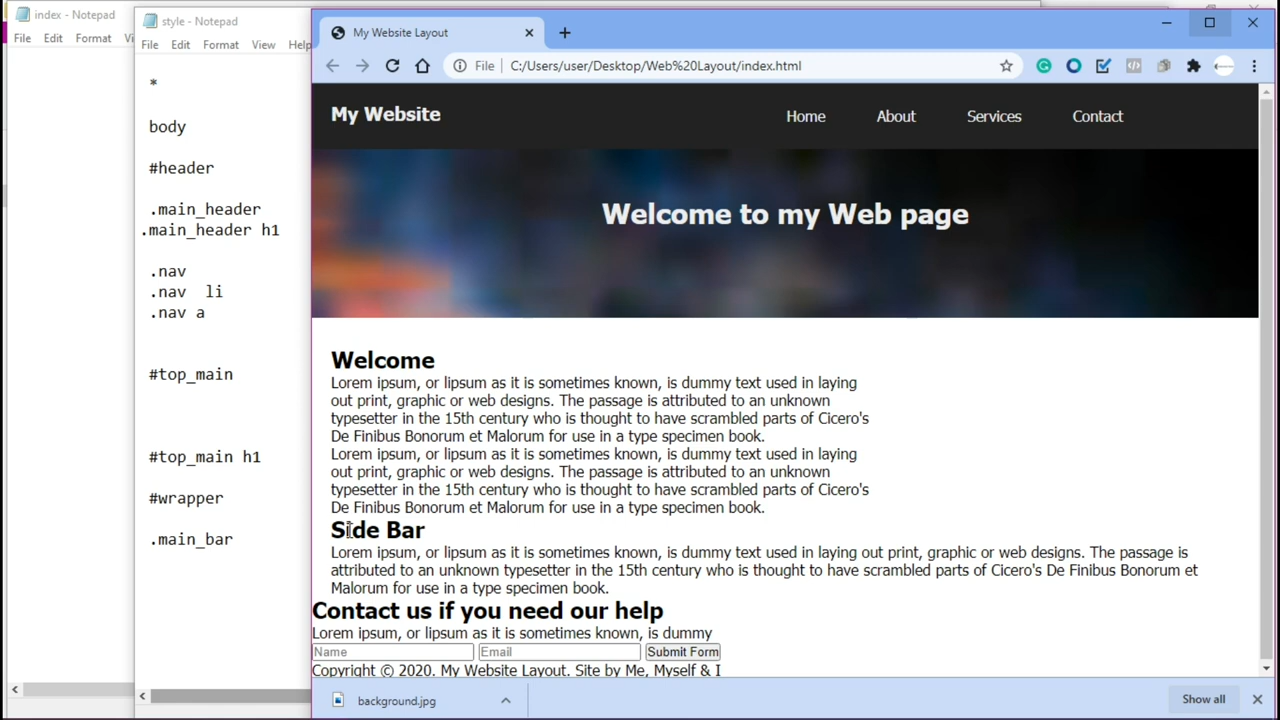 index - Notepad
File Edit Format
style - Notepad
File Edit Format View Help
*
body
#header
.main_header
.main_header h1
.nav
.nav li
.nav a
#top_main
#top_main h1
#wrapper
.main_bar
My Website Layout
File C:/Users/user/Desktop/Web%20Layout/index.html
My Website
Home About Services Contact
Welcome to my Web page
Welcome
Lorem ipsum, or lipsum as it is sometimes known, is dummy text used in laying
out print, graphic or web designs. The passage is attributed to an unknown
typesetter in the 15th century who is thought to have scrambled parts of Cicero's
De Finibus Bonorum et Malorum for use in a type specimen book.
Lorem ipsum, or lipsum as it is sometimes known, is dummy text used in laying
out print, graphic or web designs. The passage is attributed to an unknown
typesetter in the 15th century who is thought to have scrambled parts of Cicero's
De Finibus Bonorum et Malorum for use in a type specimen book.
Side Bar
Lorem ipsum, or lipsum as it is sometimes known, is dummy text used in laying out print, graphic or web designs. The passage is
attributed to an unknown typesetter in the 15th century who is thought to have scrambled parts of Cicero's De Finibus Bonorum et
Malorum for use in a type specimen book.
Contact us if you need our help
Lorem ipsum, or lipsum as it is sometimes known, is dummy
Name Email Submit Form
Copyright © 2020. My Website Layout. Site by Me, Myself & I
background.jpg
Show all